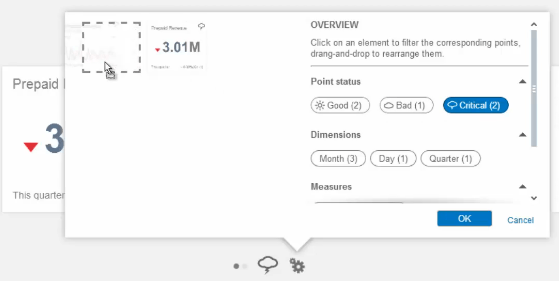 OVERVIEW
Click on an element to filter the corresponding points,
drag-and-drop to rearrange them.
Prepaid Revenue
3.01M
Point status
Good (2)
Bad (1)
Critical (2)
Dimensions
Month (3)
Day (1)
Quarter (1)
Measures
OK
Cancel
Prepaid
3
This quarter